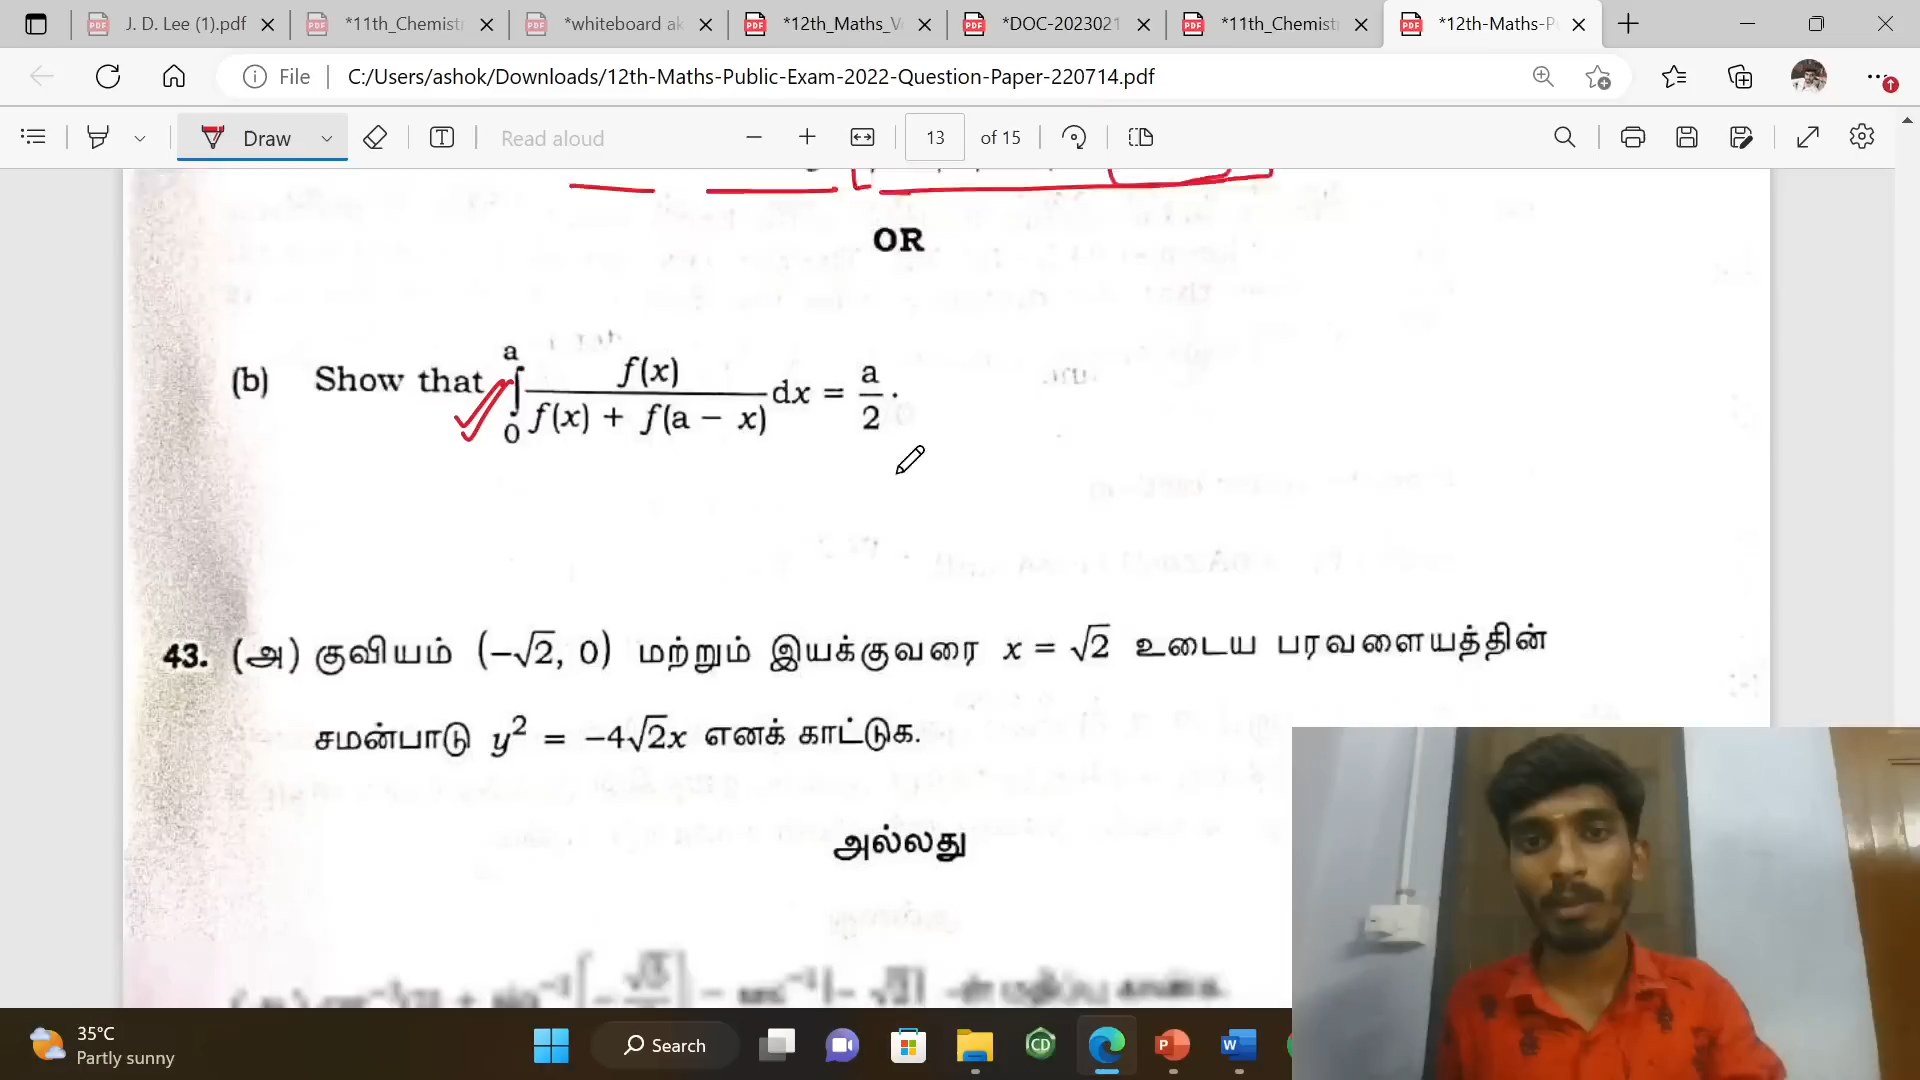 J. D. Lee (1).pdf
*11th_Chemist
*whiteboard ak
*12th_Maths_V
*DOC-2023021
*11th_Chemist
*12th-Maths-P
File
C:/Users/ashok/Downloads/12th-Maths-Public-Exam-2022-Question-Paper-220714.pdf
Draw
Read aloud
13 of 15
OR
(b) Show that ∫₀ᵃ f(x)/(f(x) + f(a − x)) dx = a/2.
43. (அ) குவியம் (−√2, 0) மற்றும் இயக்குவரை x = √2 உடைய பரவளையத்தின்
சமன்பாடு y² = −4√2x எனக் காட்டுக.
அல்லது
35°C
Partly sunny
Search